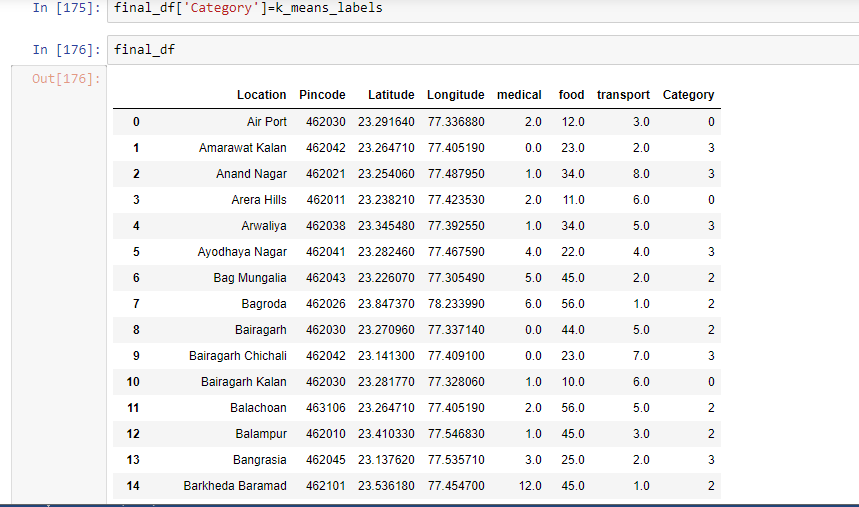 In [175]: final_df['Category']=k_means_labels
In [176]: final_df
Out[176]:
Location Pincode Latitude Longitude medical food transport Category
0 Air Port 462030 23.291640 77.336880 2.0 12.0 3.0 0
1 Amarawat Kalan 462042 23.264710 77.405190 0.0 23.0 2.0 3
2 Anand Nagar 462021 23.254060 77.487950 1.0 34.0 8.0 3
3 Arera Hills 462011 23.238210 77.423530 2.0 11.0 6.0 0
4 Arwaliya 462038 23.345480 77.392550 1.0 34.0 5.0 3
5 Ayodhaya Nagar 462041 23.282460 77.467590 4.0 22.0 4.0 3
6 Bag Mungalia 462043 23.226070 77.305490 5.0 45.0 2.0 2
7 Bagroda 462026 23.847370 78.233990 6.0 56.0 1.0 2
8 Bairagarh 462030 23.270960 77.337140 0.0 44.0 5.0 2
9 Bairagarh Chichali 462042 23.141300 77.409100 0.0 23.0 7.0 3
10 Bairagarh Kalan 462030 23.281770 77.328060 1.0 10.0 6.0 0
11 Balachoan 463106 23.264710 77.405190 2.0 56.0 5.0 2
12 Balampur 462010 23.410330 77.546830 1.0 45.0 3.0 2
13 Bangrasia 462045 23.137620 77.535710 3.0 25.0 2.0 3
14 Barkheda Baramad 462101 23.536180 77.454700 12.0 45.0 1.0 2